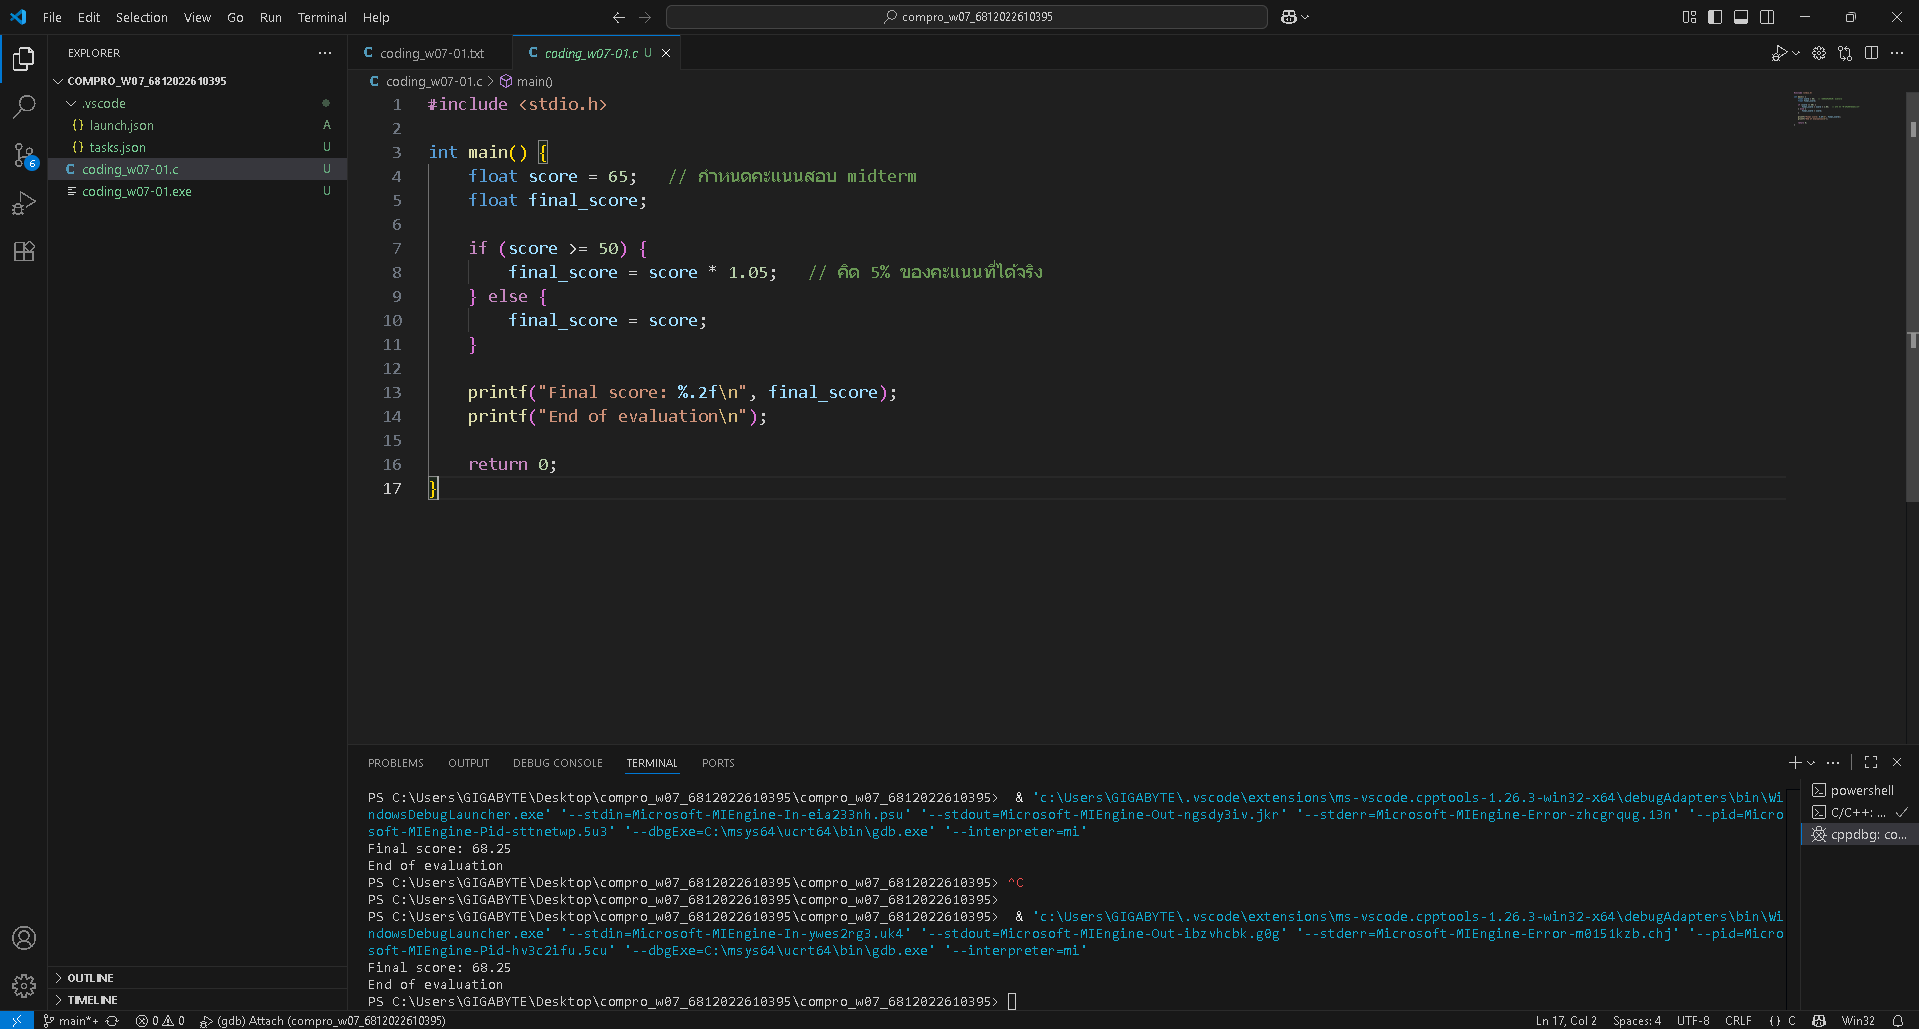 File Edit Selection View Go Run Terminal Help
compro_w07_6812022610395
EXPLORER
COMPRO_W07_6812022610395
.vscode
launch.json A
tasks.json U
coding_w07-01.c U
coding_w07-01.exe U
OUTLINE
TIMELINE
6
coding_w07-01.txt
coding_w07-01.c U
coding_w07-01.c > main()
1 #include <stdio.h>
2
3 int main() {
4 float score = 65; // กำหนดคะแนนสอบ midterm
5 float final_score;
6
7 if (score >= 50) {
8 final_score = score * 1.05; // คิด 5% ของคะแนนที่ได้จริง
9 } else {
10 final_score = score;
11 }
12
13 printf("Final score: %.2f\n", final_score);
14 printf("End of evaluation\n");
15
16 return 0;
17 }
PROBLEMS OUTPUT DEBUG CONSOLE TERMINAL PORTS
PS C:\Users\GIGABYTE\Desktop\compro_w07_6812022610395\compro_w07_6812022610395> & 'c:\Users\GIGABYTE\.vscode\extensions\ms-vscode.cpptools-1.26.3-win32-x64\debugAdapters\bin\Wi
ndowsDebugLauncher.exe' '--stdin=Microsoft-MIEngine-In-eia233nh.psu' '--stdout=Microsoft-MIEngine-Out-ngsdy3iv.jkr' '--stderr=Microsoft-MIEngine-Error-zhcgrqug.13n' '--pid=Micro
soft-MIEngine-Pid-sttnetwp.5u3' '--dbgExe=C:\msys64\ucrt64\bin\gdb.exe' '--interpreter=mi'
Final score: 68.25
End of evaluation
PS C:\Users\GIGABYTE\Desktop\compro_w07_6812022610395\compro_w07_6812022610395> ^C
PS C:\Users\GIGABYTE\Desktop\compro_w07_6812022610395\compro_w07_6812022610395>
PS C:\Users\GIGABYTE\Desktop\compro_w07_6812022610395\compro_w07_6812022610395> & 'c:\Users\GIGABYTE\.vscode\extensions\ms-vscode.cpptools-1.26.3-win32-x64\debugAdapters\bin\Wi
ndowsDebugLauncher.exe' '--stdin=Microsoft-MIEngine-In-ywes2rg3.uk4' '--stdout=Microsoft-MIEngine-Out-ibzvhcbk.g0g' '--stderr=Microsoft-MIEngine-Error-m0151kzb.chj' '--pid=Micro
soft-MIEngine-Pid-hv3c2ifu.5cu' '--dbgExe=C:\msys64\ucrt64\bin\gdb.exe' '--interpreter=mi'
Final score: 68.25
End of evaluation
PS C:\Users\GIGABYTE\Desktop\compro_w07_6812022610395\compro_w07_6812022610395>
powershell
C/C++: ...
cppdbg: co...
main*+ 0 0 (gdb) Attach (compro_w07_6812022610395) Ln 17, Col 2 Spaces: 4 UTF-8 CRLF {} C Win32